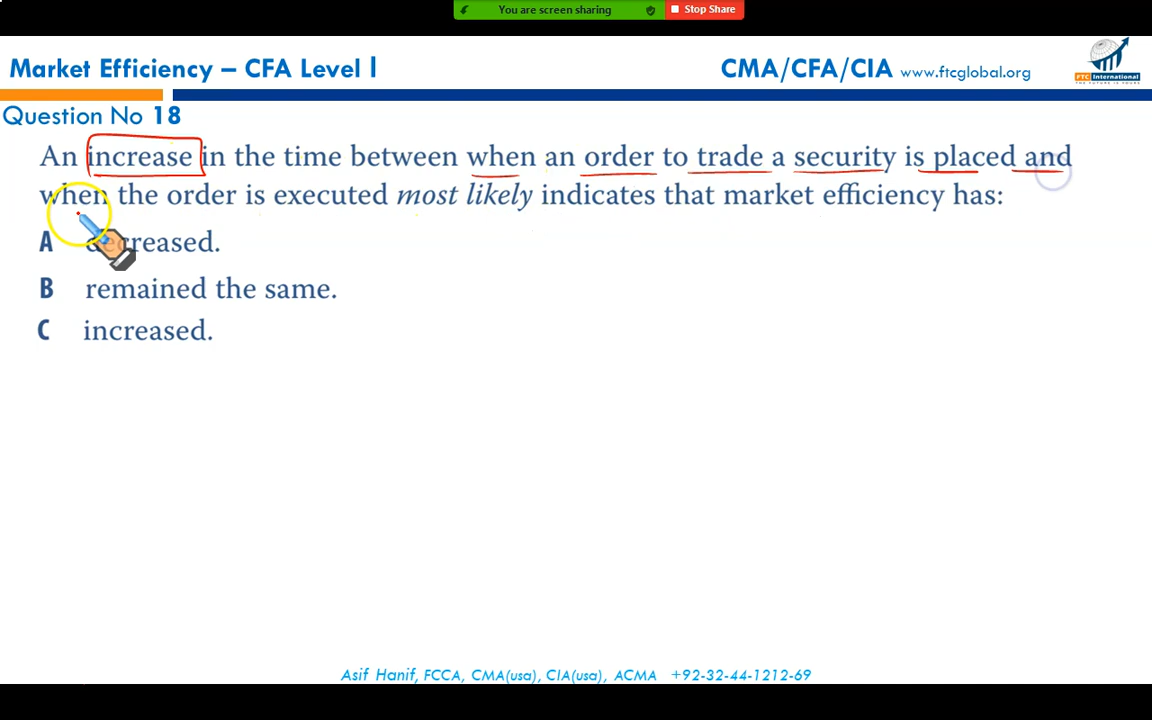 You are screen sharing
Stop Share
Market Efficiency – CFA Level I
CMA/CFA/CIA www.ftcglobal.org
FTC International
Question No 18
An increase in the time between when an order to trade a security is placed and
when the order is executed most likely indicates that market efficiency has:
A decreased.
B remained the same.
C increased.
Asif Hanif, FCCA, CMA(usa), CIA(usa), ACMA +92-32-44-1212-69